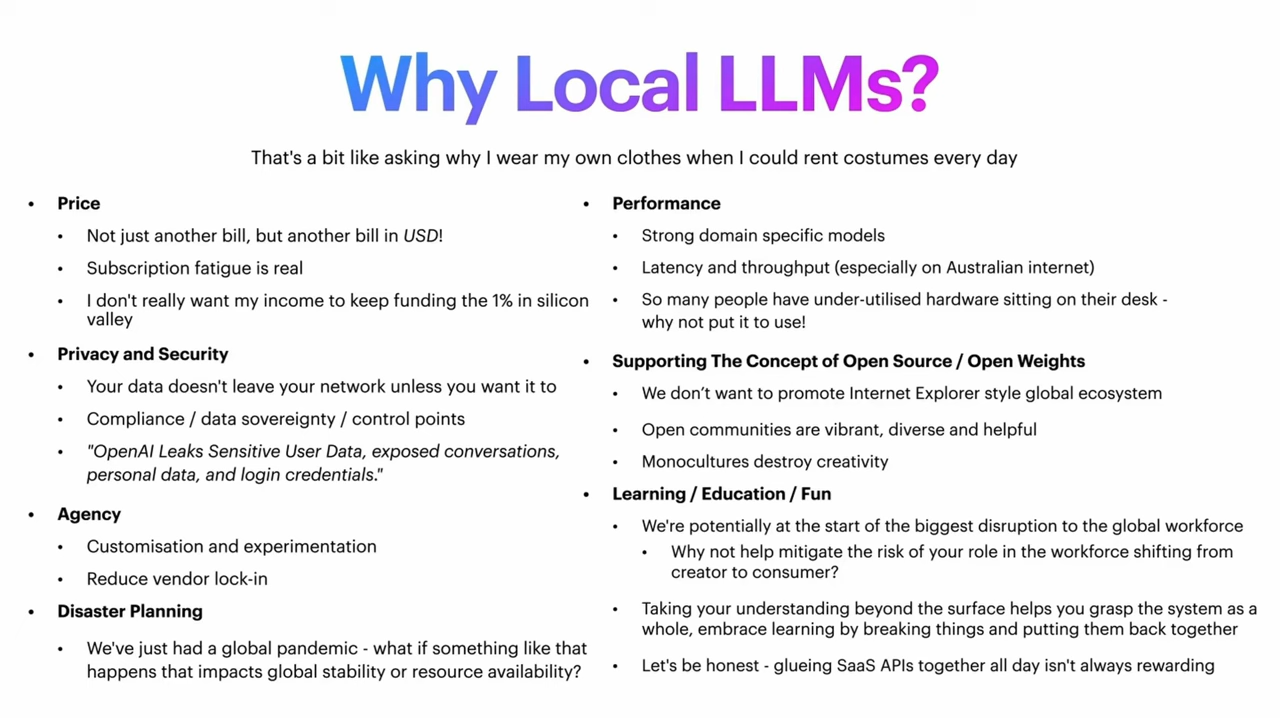 Why Local LLMs?
That's a bit like asking why I wear my own clothes when I could rent costumes every day
• Price
• Not just another bill, but another bill in USD!
• Subscription fatigue is real
• I don't really want my income to keep funding the 1% in silicon
valley
• Privacy and Security
• Your data doesn't leave your network unless you want it to
• Compliance / data sovereignty / control points
• "OpenAI Leaks Sensitive User Data, exposed conversations,
personal data, and login credentials."
• Agency
• Customisation and experimentation
• Reduce vendor lock-in
• Disaster Planning
• We've just had a global pandemic - what if something like that
happens that impacts global stability or resource availability?
• Performance
• Strong domain specific models
• Latency and throughput (especially on Australian internet)
• So many people have under-utilised hardware sitting on their desk -
why not put it to use!
• Supporting The Concept of Open Source / Open Weights
• We don’t want to promote Internet Explorer style global ecosystem
• Open communities are vibrant, diverse and helpful
• Monocultures destroy creativity
• Learning / Education / Fun
• We're potentially at the start of the biggest disruption to the global workforce
• Why not help mitigate the risk of your role in the workforce shifting from
creator to consumer?
• Taking your understanding beyond the surface helps you grasp the system as a
whole, embrace learning by breaking things and putting them back together
• Let's be honest - glueing SaaS APIs together all day isn't always rewarding